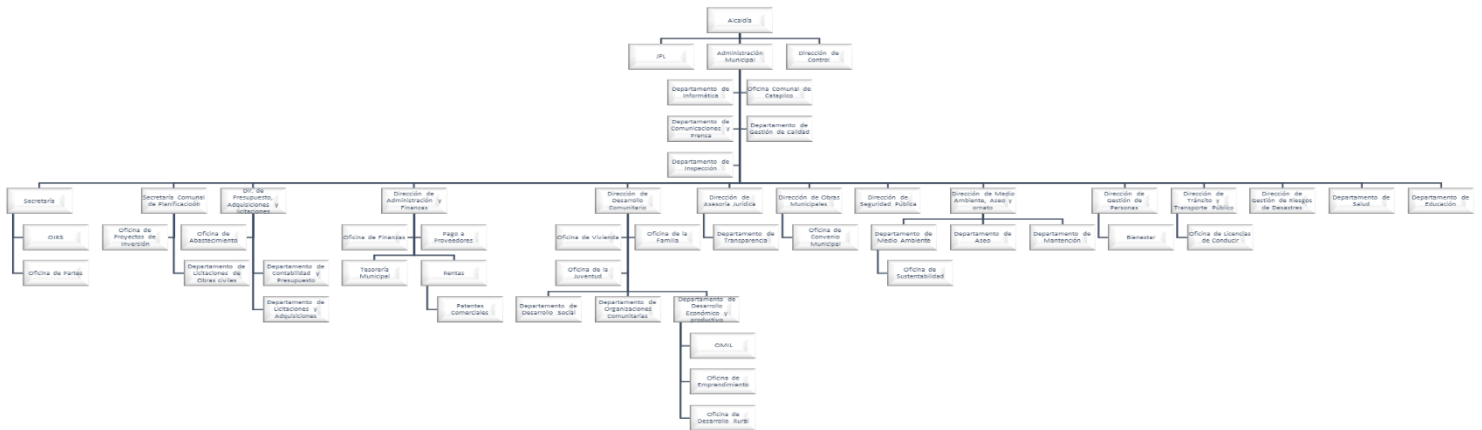 Alcaldía
JPL
Administración
Municipal
Dirección de
Control
Departamento de
Informática
Oficina Comunal de
Catapilco
Departamento de
Comunicaciones y
Prensa
Departamento de
Gestión de Calidad
Departamento de
Inspección
Secretaría
Secretaría Comunal
de Planificación
Dir. de
Presupuesto,
Adquisiciones y
licitaciones
Dirección de
Administración y
Finanzas
Dirección de
Desarrollo
Comunitario
Dirección de
Asesoría Jurídica
Dirección de Obras
Municipales
Dirección de
Seguridad Pública
Dirección de Medio
Ambiente, Aseo y
ornato
Dirección de
Gestión de
Personas
Dirección de
Tránsito y
Transporte Público
Dirección de
Gestión de Riesgos
de Desastres
Departamento de
Salud
Departamento de
Educación
OIRS
Oficina de
Proyectos de
Inversión
Oficina de
Abastecimiento
Oficina de Finanzas
Pago a
Proveedores
Oficina de Vivienda
Oficina de la
Familia
Departamento de
Transparencia
Oficina de
Convenio
Municipal
Departamento de
Medio Ambiente
Departamento de
Aseo
Departamento de
Mantención
Bienestar
Oficina de Licencias
de Conducir
Oficina de Partes
Departamento de
Licitaciones de
Obras civiles
Departamento de
Contabilidad y
Presupuesto
Tesorería
Municipal
Rentas
Oficina de la
Juventud
Oficina de
Sustentabilidad
Departamento de
Licitaciones y
Adquisiciones
Patentes
Comerciales
Departamento de
Desarrollo Social
Departamento de
Organizaciones
Comunitarias
Departamento de
Desarrollo
Económico y
productivo
OMIL
Oficina de
Emprendimiento
Oficina de
Desarrollo Rural